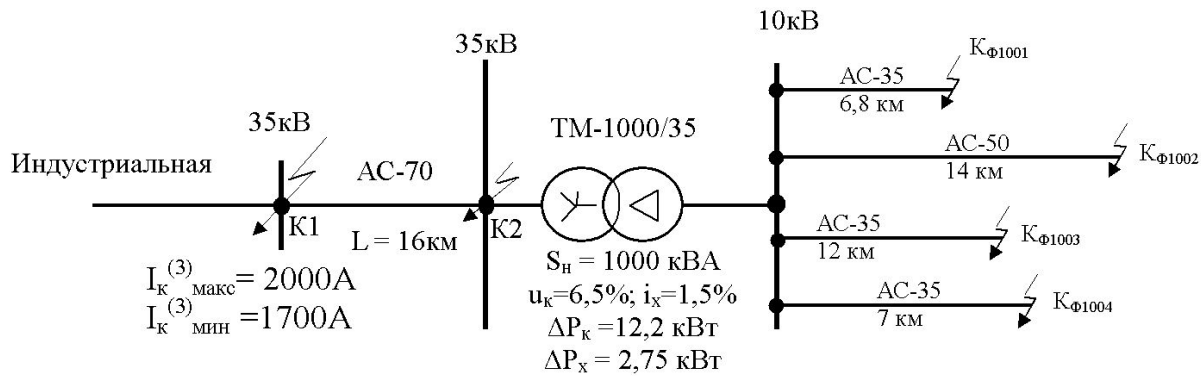 10кВ
35кВ
К_Ф1001
АС-35
6,8 км
ТМ-1000/35
35кВ
АС-50
К_Ф1002
Индустриальная
АС-70
14 км
К1
К2
АС-35
К_Ф1003
L = 16км
12 км
S_н = 1000 кВА
I_к^(3)_макс= 2000А
u_к=6,5%; i_х=1,5%
АС-35
К_Ф1004
I_к^(3)_мин =1700А
ΔP_к =12,2 кВт
7 км
ΔP_х = 2,75 кВт